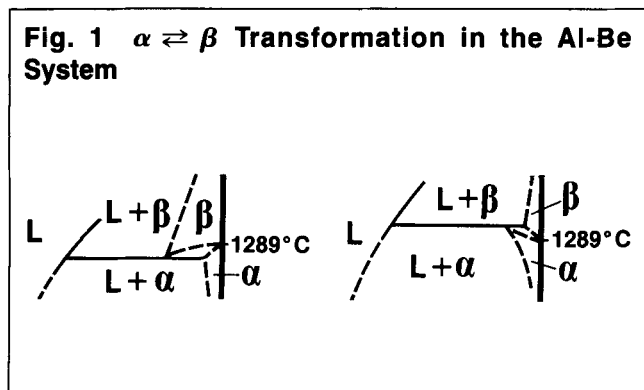 Fig. 1 α ⇄ β Transformation in the Al-Be
System
L
L+β
β
1289°C
L+α
α
L
L+β
β
1289°C
L+α
α